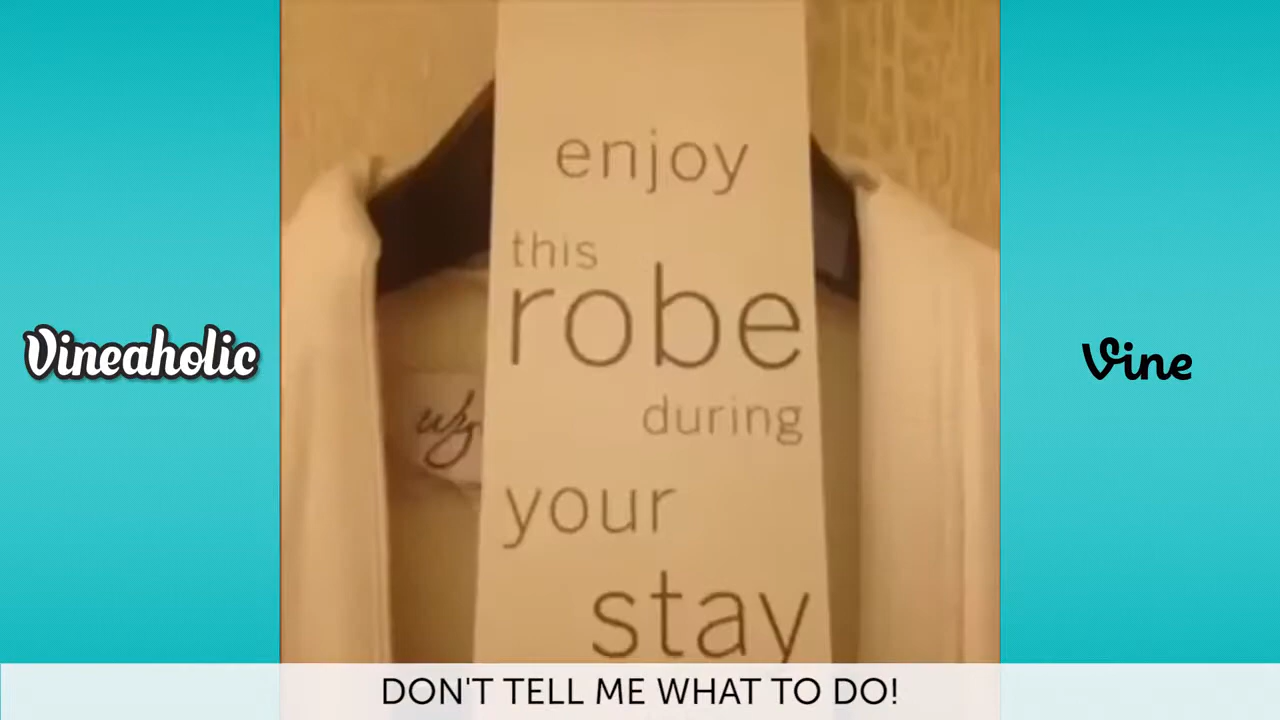 enjoy
this
robe
during
your
stay
Vineaholic
Vine
DON'T TELL ME WHAT TO DO!